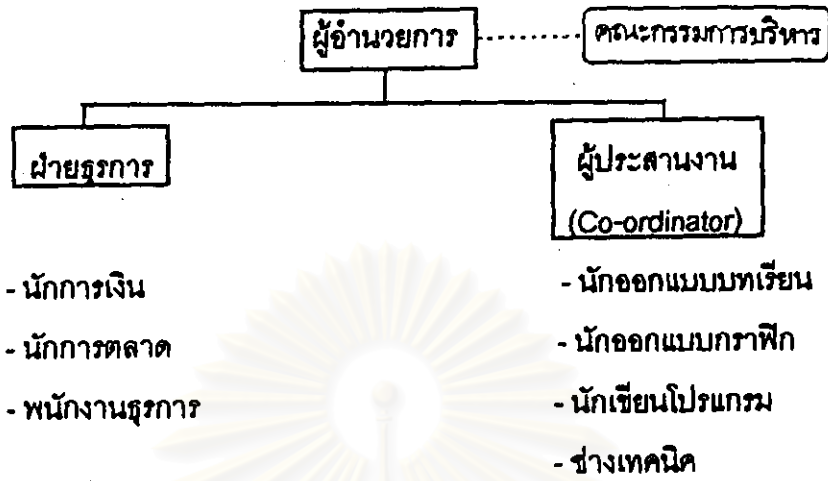 ผู้อำนวยการ
คณะกรรมการบริหาร
ฝ่ายธุรการ
ผู้ประสานงาน
(Co-ordinator)
- นักการเงิน
- นักการตลาด
- พนักงานธุรการ
- นักออกแบบบทเรียน
- นักออกแบบกราฟิก
- นักเขียนโปรแกรม
- ช่างเทคนิค